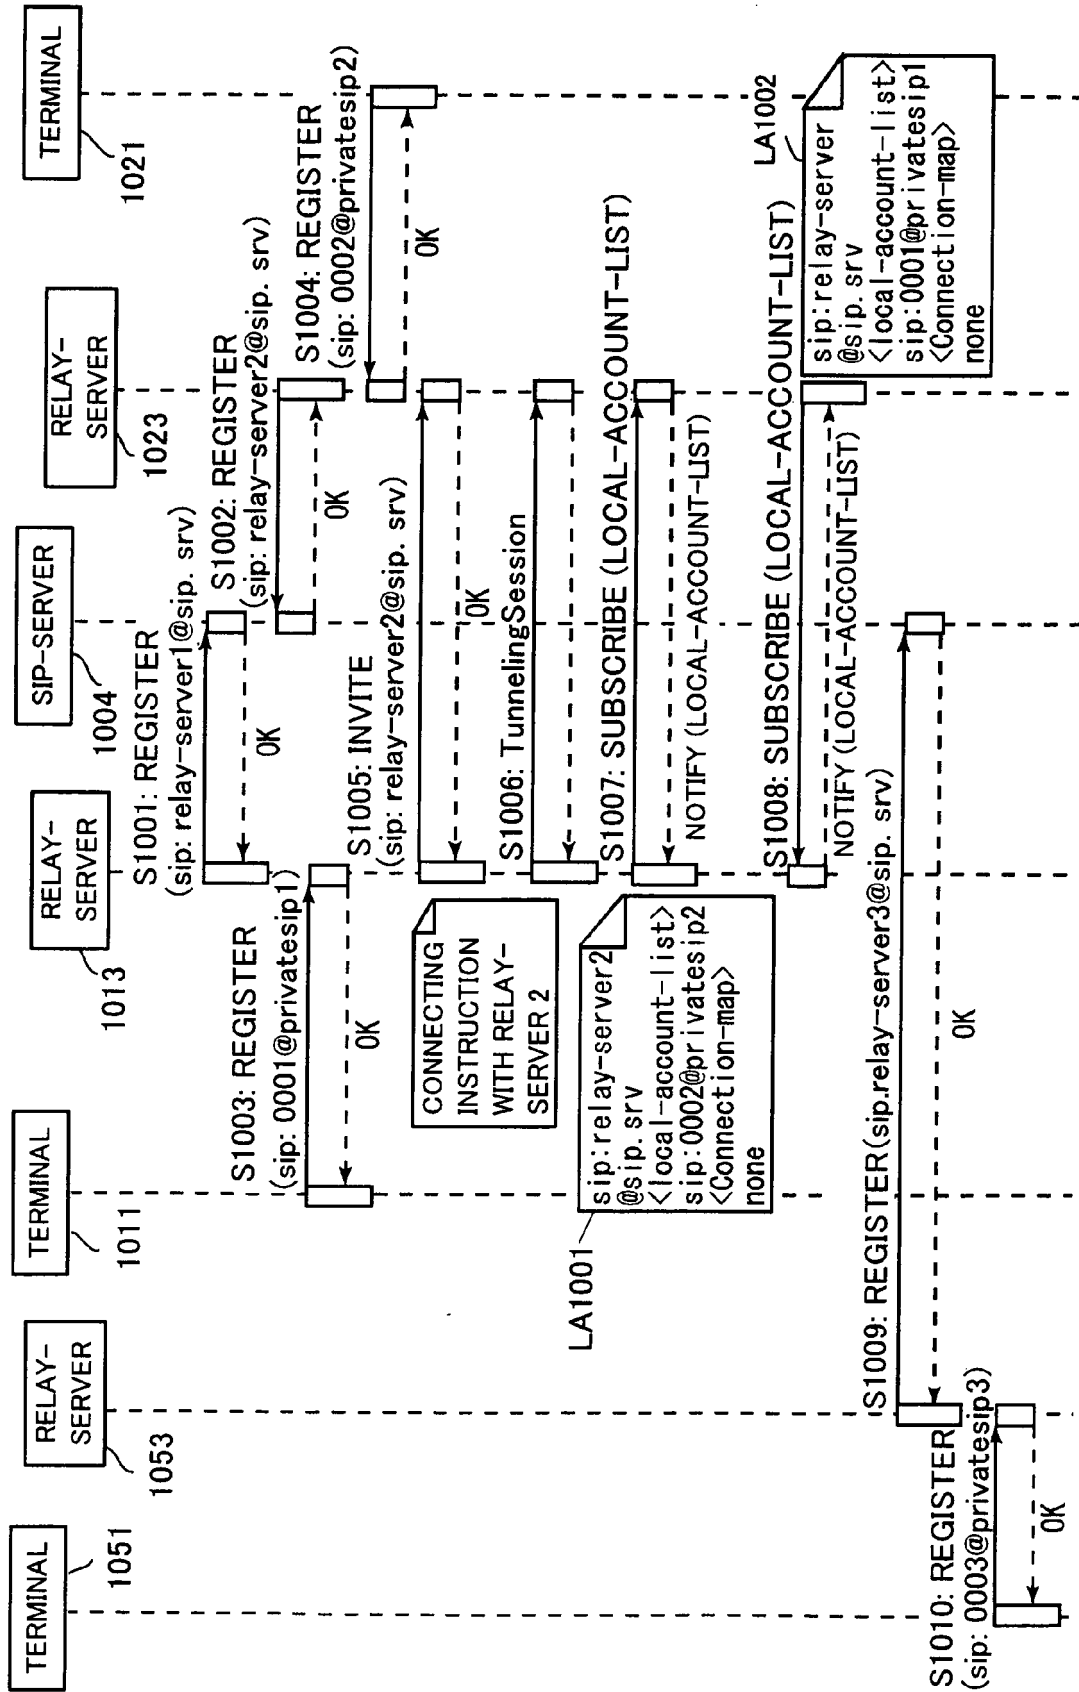 TERMINAL
1051
RELAY-
SERVER
1053
TERMINAL
1011
RELAY-
SERVER
1013
SIP-SERVER
1004
RELAY-
SERVER
1023
TERMINAL
1021
S1001: REGISTER
(sip: relay-server1@sip. srv)
OK
S1002: REGISTER
(sip: relay-server2@sip. srv)
OK
S1003: REGISTER
(sip: 0001@privatesip1)
OK
S1004: REGISTER
(sip: 0002@privatesip2)
OK
CONNECTING
INSTRUCTION
WITH RELAY-
SERVER 2
S1005: INVITE
(sip: relay-server2@sip. srv)
OK
S1006: TunnelingSession
S1007: SUBSCRIBE (LOCAL-ACCOUNT-LIST)
NOTIFY (LOCAL-ACCOUNT-LIST)
LA1001
sip:relay-server2
@sip.srv
<local-account-list>
sip:0002@privatesip2
<Connection-map>
none
S1008: SUBSCRIBE (LOCAL-ACCOUNT-LIST)
NOTIFY (LOCAL-ACCOUNT-LIST)
LA1002
sip:relay-server
@sip.srv
<local-account-list>
sip:0001@privatesip1
<Connection-map>
none
S1009: REGISTER(sip.relay-server3@sip. srv)
OK
S1010: REGISTER
(sip: 0003@privatesip3)
OK